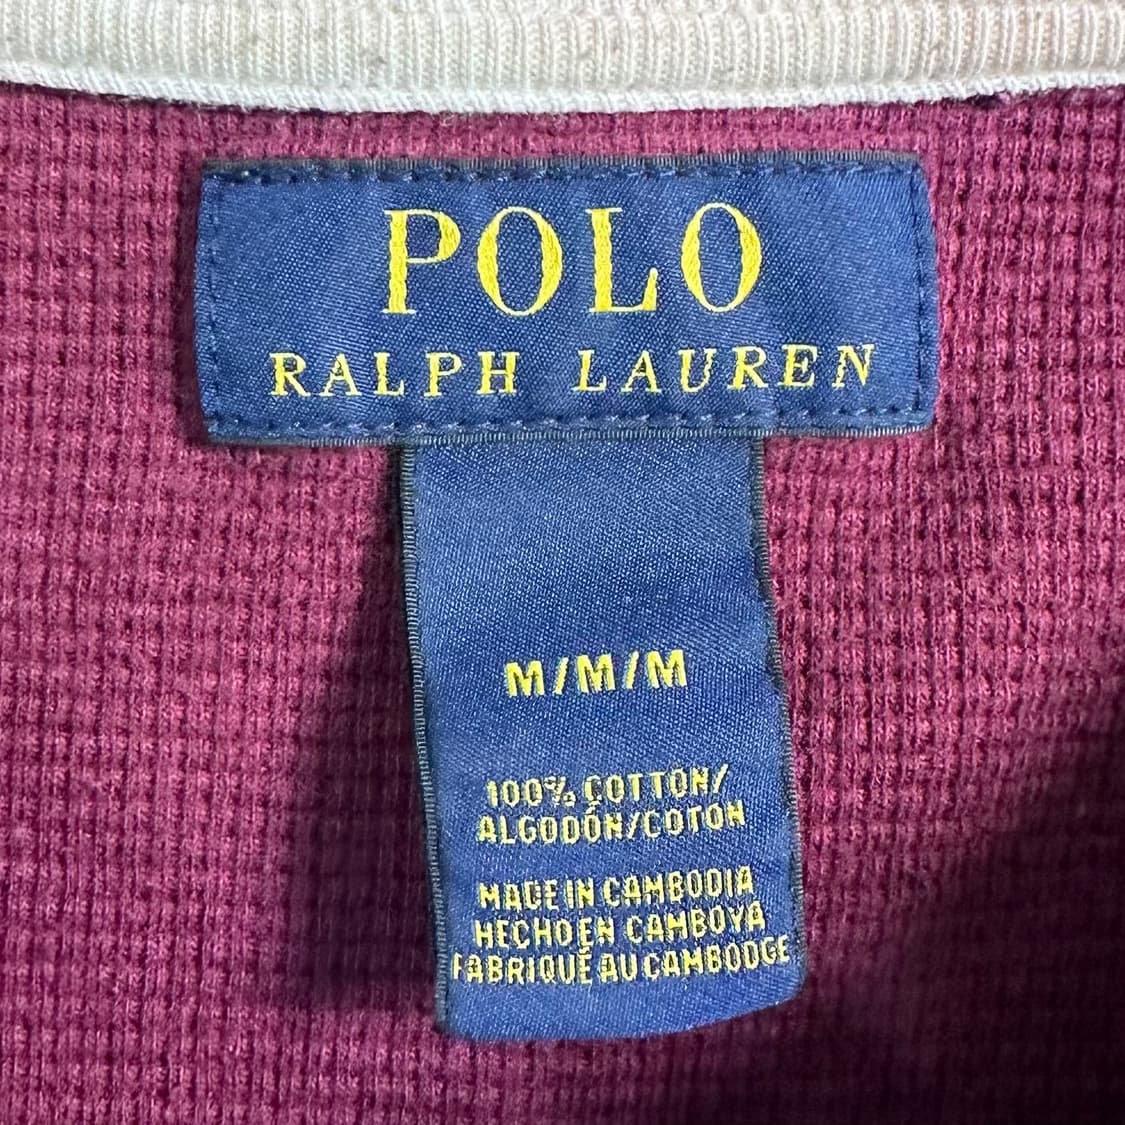 POLO
RALPH LAUREN
M/M/M
100% COTTON/
ALGODÓN/COTON
MADE IN CAMBODIA
HECHO EN CAMBOYA
FABRIQUÉ AU CAMBODGE